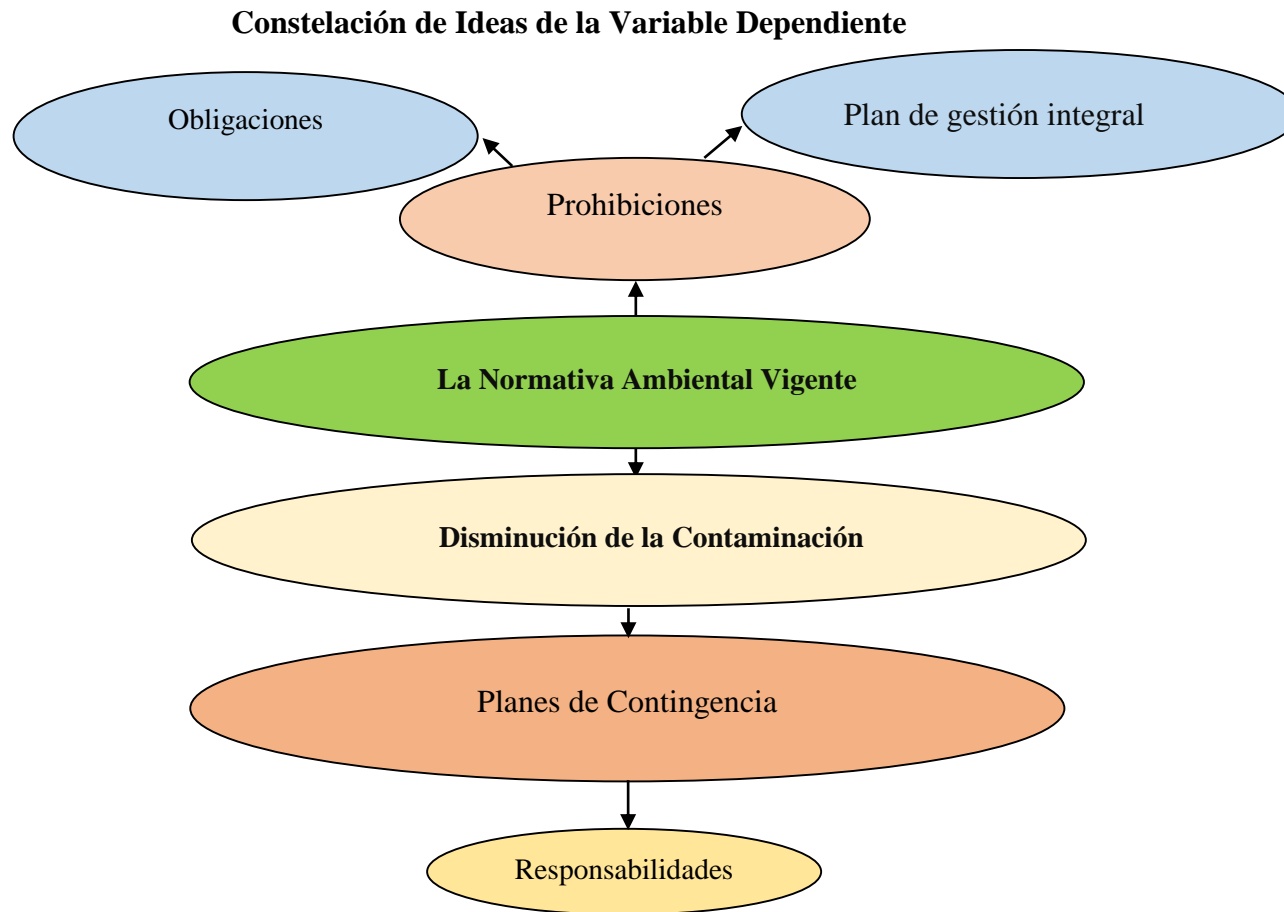 Constelación de Ideas de la Variable Dependiente
Obligaciones
Plan de gestión integral
Prohibiciones
La Normativa Ambiental Vigente
Disminución de la Contaminación
Planes de Contingencia
Responsabilidades